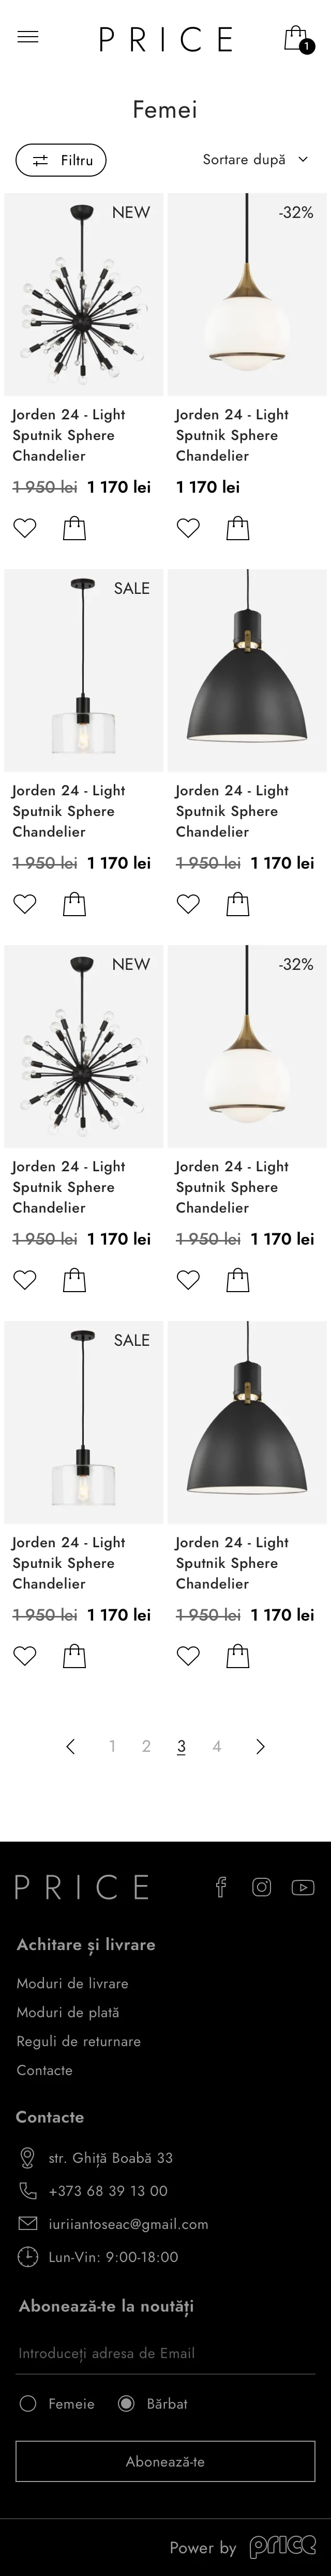 PRICE
1
Femei
Filtru
Sortare după
NEW
-32%
Jorden 24 - Light
Sputnik Sphere
Chandelier
1 950 lei 1 170 lei
Jorden 24 - Light
Sputnik Sphere
Chandelier
1 170 lei
SALE
Jorden 24 - Light
Sputnik Sphere
Chandelier
1 950 lei 1 170 lei
Jorden 24 - Light
Sputnik Sphere
Chandelier
1 950 lei 1 170 lei
NEW
-32%
Jorden 24 - Light
Sputnik Sphere
Chandelier
1 950 lei 1 170 lei
Jorden 24 - Light
Sputnik Sphere
Chandelier
1 950 lei 1 170 lei
SALE
Jorden 24 - Light
Sputnik Sphere
Chandelier
1 950 lei 1 170 lei
Jorden 24 - Light
Sputnik Sphere
Chandelier
1 950 lei 1 170 lei
1 2 3 4
PRICE
Achitare și livrare
Moduri de livrare
Moduri de plată
Reguli de returnare
Contacte
Contacte
str. Ghiță Boabă 33
+373 68 39 13 00
iuriiantoseac@gmail.com
Lun-Vin: 9:00-18:00
Abonează-te la noutăți
Introduceți adresa de Email
Femeie Bărbat
Abonează-te
Power by price